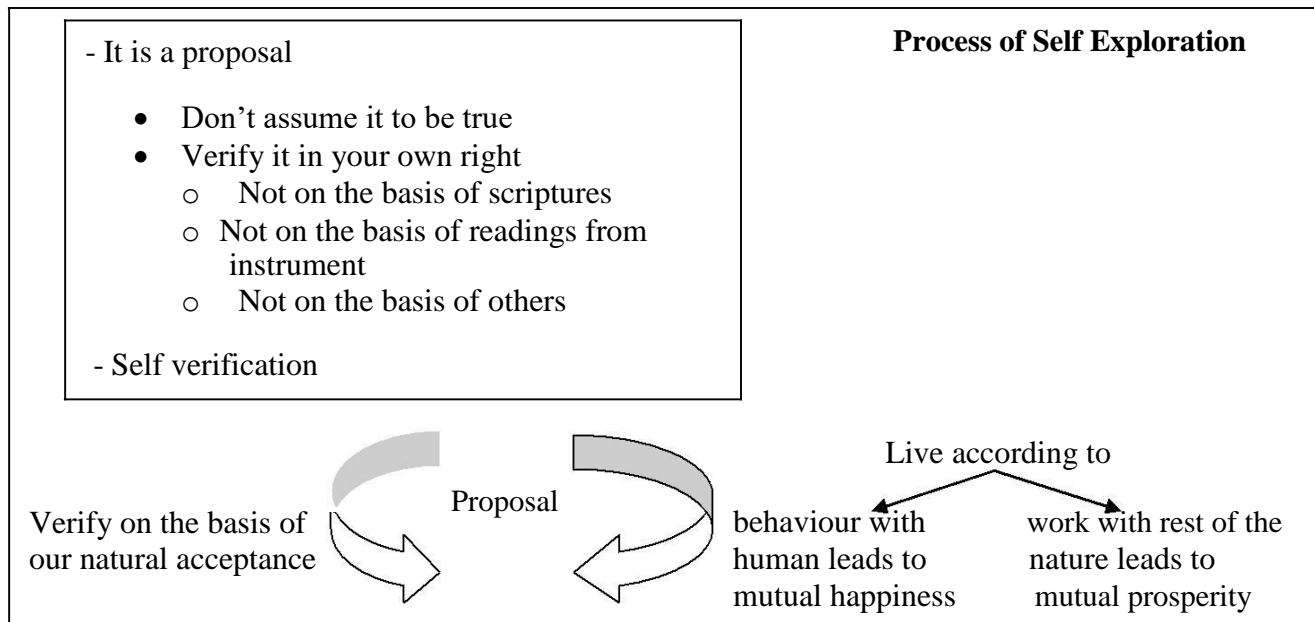 Process of Self Exploration
- It is a proposal
• Don’t assume it to be true
• Verify it in your own right
o Not on the basis of scriptures
o Not on the basis of readings from
instrument
o Not on the basis of others
- Self verification
Proposal
Verify on the basis of
our natural acceptance
Live according to
behaviour with
human leads to
mutual happiness
work with rest of the
nature leads to
mutual prosperity